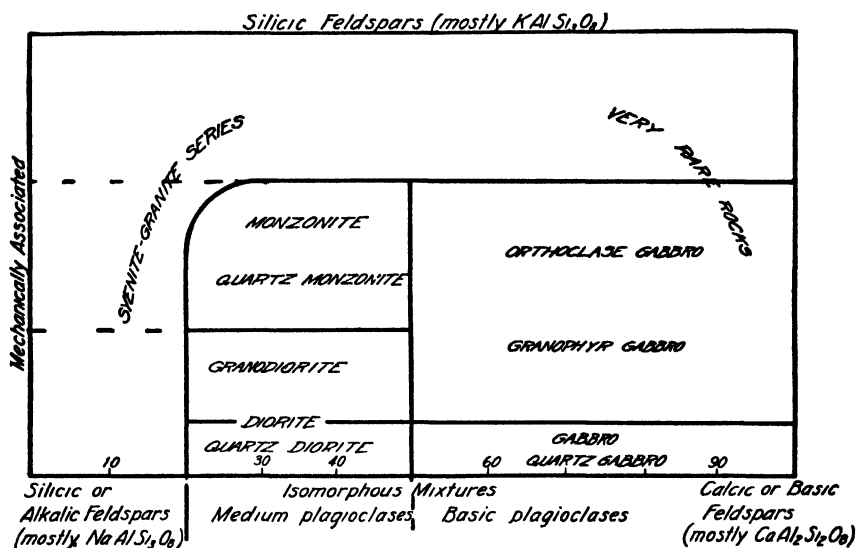 Silicic Feldspars (mostly KAlSi₃O₈)
SYENITE-GRANITE SERIES
VERY RARE ROCKS
Mechanically Associated
MONZONITE
ORTHOCLASE GABBRO
QUARTZ MONZONITE
GRANOPHYR GABBRO
GRANODIORITE
DIORITE
QUARTZ DIORITE
GABBRO
QUARTZ GABBRO
10 30 40 60 90
Silicic or
Alkalic Feldspars
(mostly NaAlSi₃O₈)
Isomorphous Mixtures
Medium plagioclases
Basic plagioclases
Calcic or Basic
Feldspars
(mostly CaAl₂Si₂O₈)